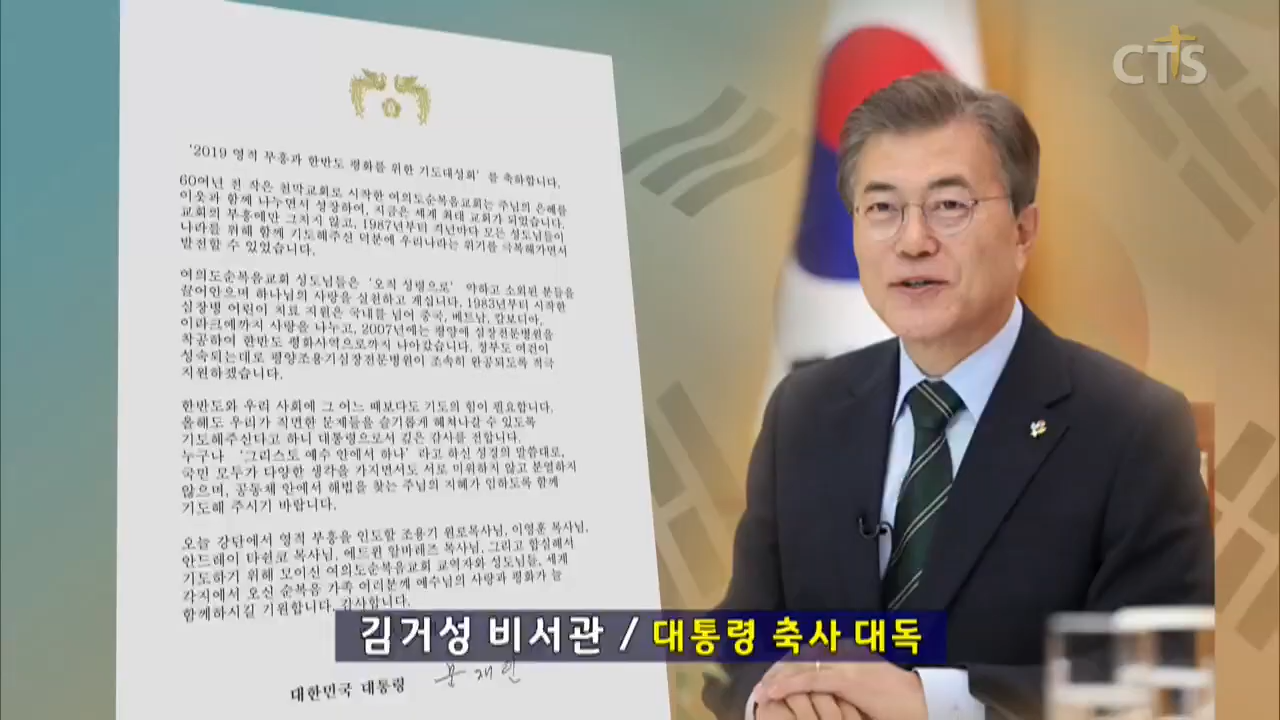 CTS
‘2019 영적 부흥과 한반도 평화를 위한 기도대성회’를 축하합니다.
60여년 전 작은 천막교회로 시작한 여의도순복음교회는 주님의 은혜를
이웃과 함께 나누면서 성장하여, 지금은 세계 최대 교회가 되었습니다.
교회의 부흥에만 그치지 않고, 1987년부터 격년마다 모든 성도님들이
나라를 위해 함께 기도해주신 덕분에 우리나라는 위기를 극복해가면서
발전할 수 있었습니다.
여의도순복음교회 성도님들은 ‘오직 성령으로’ 약하고 소외된 분들을
끌어안으며 하나님의 사랑을 실천하고 계십니다. 1983년부터 시작한
심장병 어린이 치료 지원은 국내를 넘어 중국, 베트남, 캄보디아,
이라크에까지 사랑을 나누고, 2007년에는 평양에 심장전문병원을
착공하여 한반도 평화사역으로까지 나아갔습니다. 정부도 여건이
성숙되는대로 평양조용기심장전문병원이 조속히 완공되도록 적극
지원하겠습니다.
한반도와 우리 사회에 그 어느 때보다도 기도의 힘이 필요합니다.
올해도 우리가 직면한 문제들을 슬기롭게 헤쳐나갈 수 있도록
기도해주신다고 하니 대통령으로서 깊은 감사를 전합니다.
누구나 ‘그리스도 예수 안에서 하나’라고 하신 성경의 말씀대로,
국민 모두가 다양한 생각을 가지면서도 서로 미워하지 않고 분열하지
않으며, 공동체 안에서 해법을 찾는 주님의 지혜가 임하도록 함께
기도해 주시기 바랍니다.
오늘 강단에서 영적 부흥을 인도할 조용기 원로목사님, 이영훈 목사님,
안드레이 타쉰코 목사님, 에드윈 알바레즈 목사님, 그리고 합심해서
기도하기 위해 모이신 여의도순복음교회 교역자와 성도님들, 세계
각지에서 오신 순복음 가족 여러분께 예수님의 사랑과 평화가 늘
함께하시길 기원합니다. 감사합니다.
김거성 비서관 / 대통령 축사 대독
대한민국 대통령 문재인